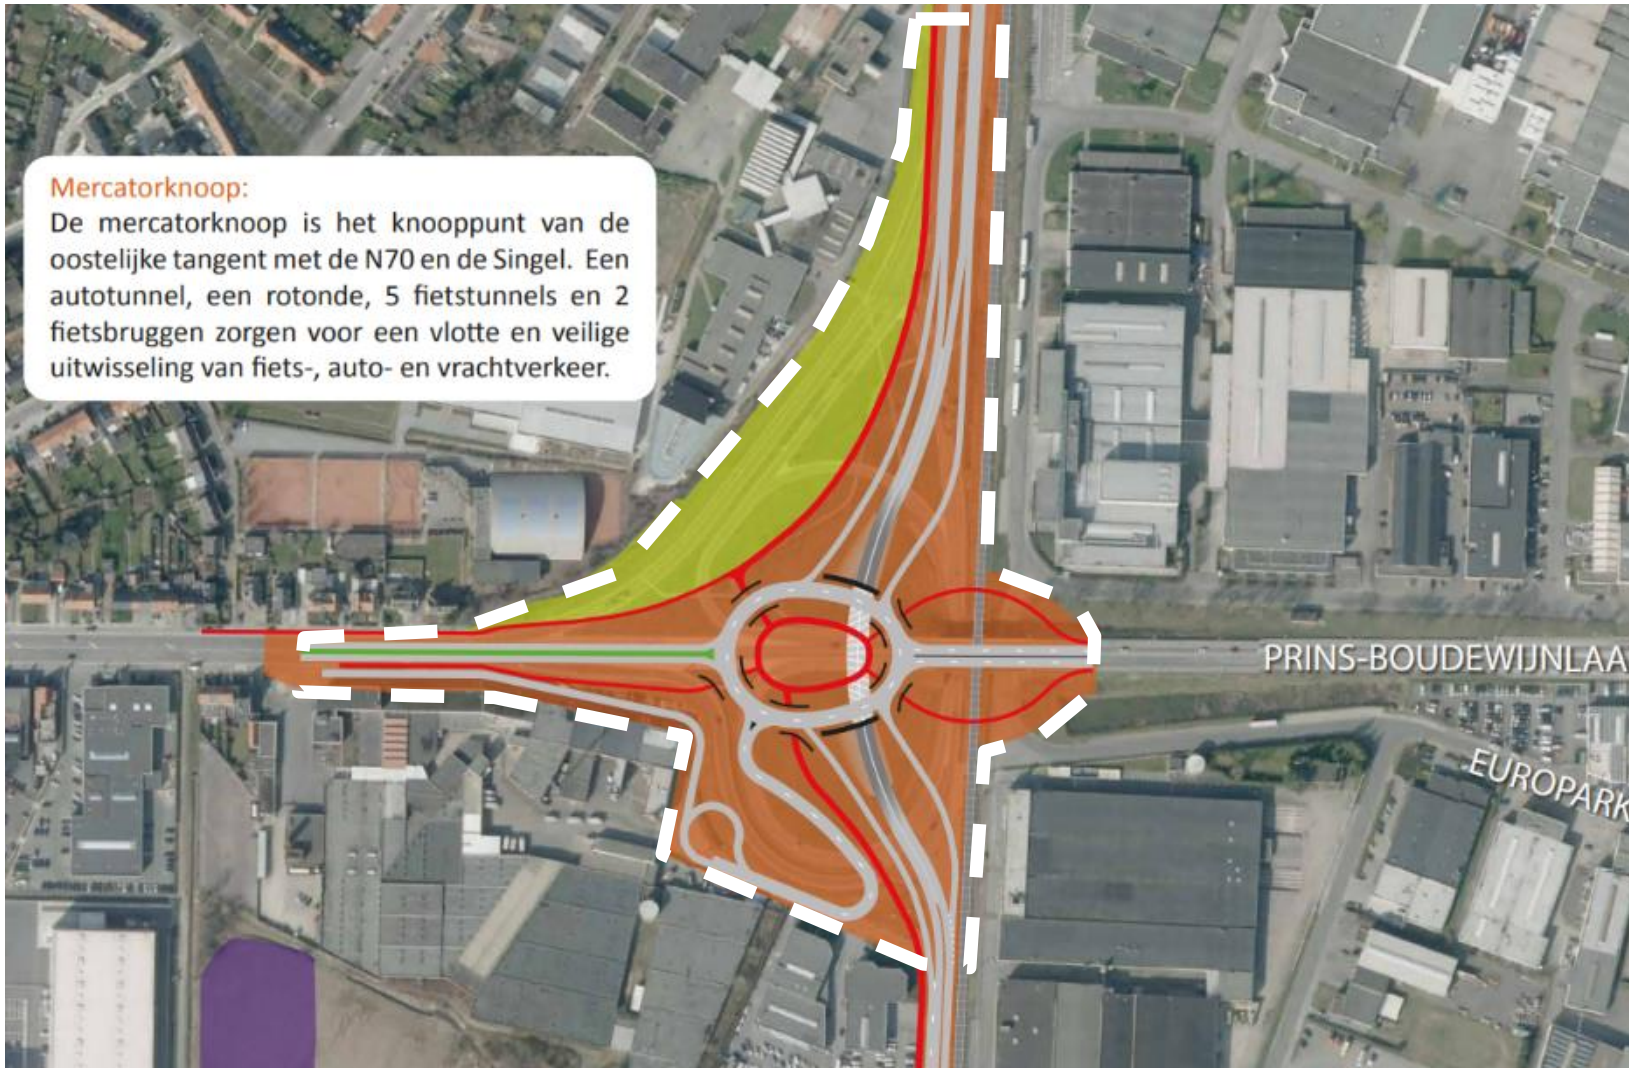 Mercatorknoop:
De mercatorknoop is het knooppunt van de
oostelijke tangent met de N70 en de Singel. Een
autotunnel, een rotonde, 5 fietstunnels en 2
fietsbruggen zorgen voor een vlotte en veilige
uitwisseling van fiets-, auto- en vrachtverkeer.
PRINS-BOUDEWIJNLAA
EUROPARK